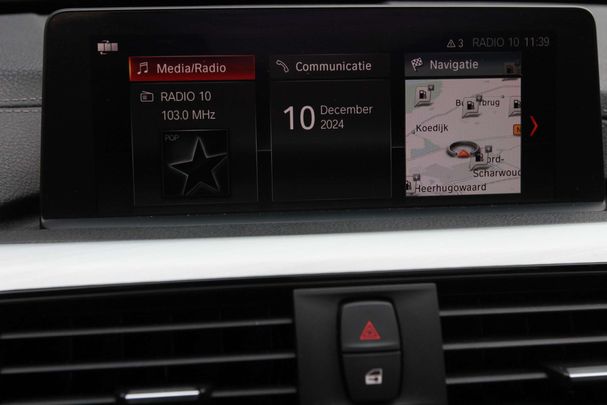 3 RADIO 10 11:39
Media/Radio
Communicatie
Navigatie
RADIO 10
103.0 MHz
POP
10 December
2024
Koedijk
Heerhugowaard